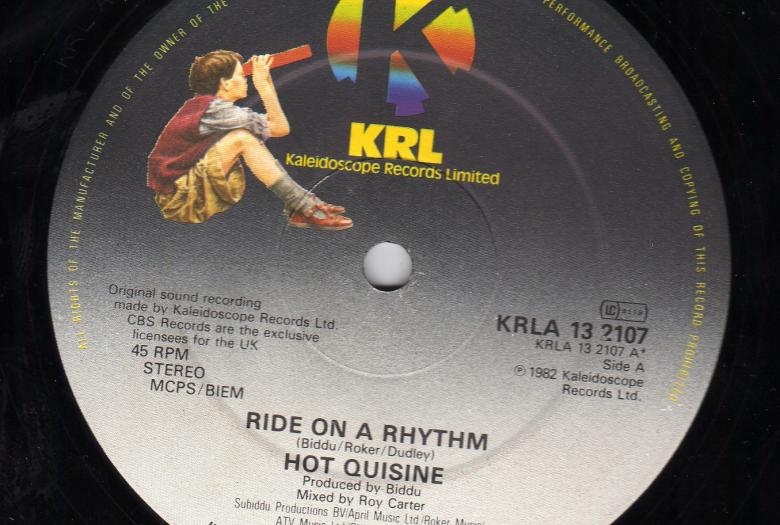 ALL RIGHTS OF THE MANUFACTURER AND OF THE OWNER OF THE
PERFORMANCE BROADCASTING AND COPYING OF THIS RECORD PROHIBITED
K
KRL
Kaleidoscope Records Limited
Original sound recording
made by Kaleidoscope Records Ltd.
CBS Records are the exclusive
licensees for the UK
45 RPM
STEREO
MCPS/BIEM
LC
KRLA 13 2107
KRLA 13 2107 A*
Side A
℗ 1982 Kaleidoscope
Records Ltd.
RIDE ON A RHYTHM
(Biddu/Roker/Dudley)
HOT QUISINE
Produced by Biddu
Mixed by Roy Carter
Subiddu Productions BV/April Music Ltd/Roker Music/
ATV Music